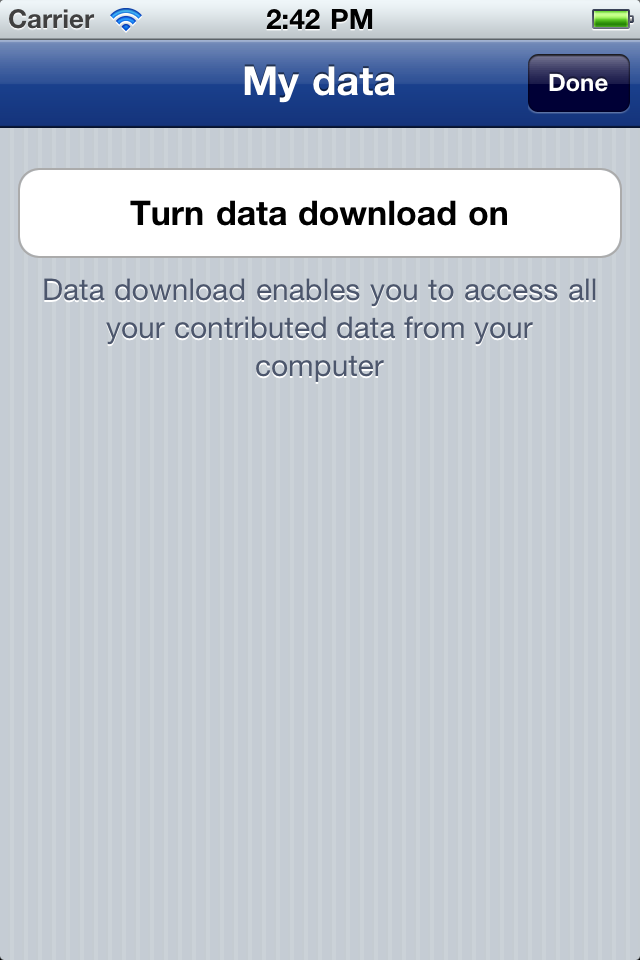 Carrier 2:42 PM
My data
Done
Turn data download on
Data download enables you to access all
your contributed data from your
computer